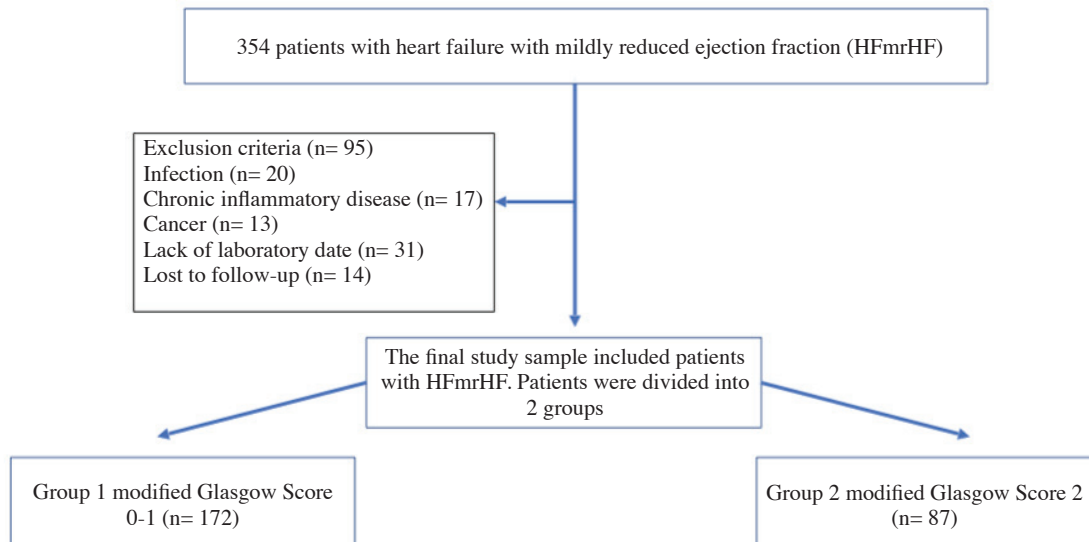 354 patients with heart failure with mildly reduced ejection fraction (HFmrHF)
Exclusion criteria (n= 95)
Infection (n= 20)
Chronic inflammatory disease (n= 17)
Cancer (n= 13)
Lack of laboratory date (n= 31)
Lost to follow-up (n= 14)
The final study sample included patients
with HFmrHF. Patients were divided into
2 groups
Group 1 modified Glasgow Score
0-1 (n= 172)
Group 2 modified Glasgow Score 2
(n= 87)